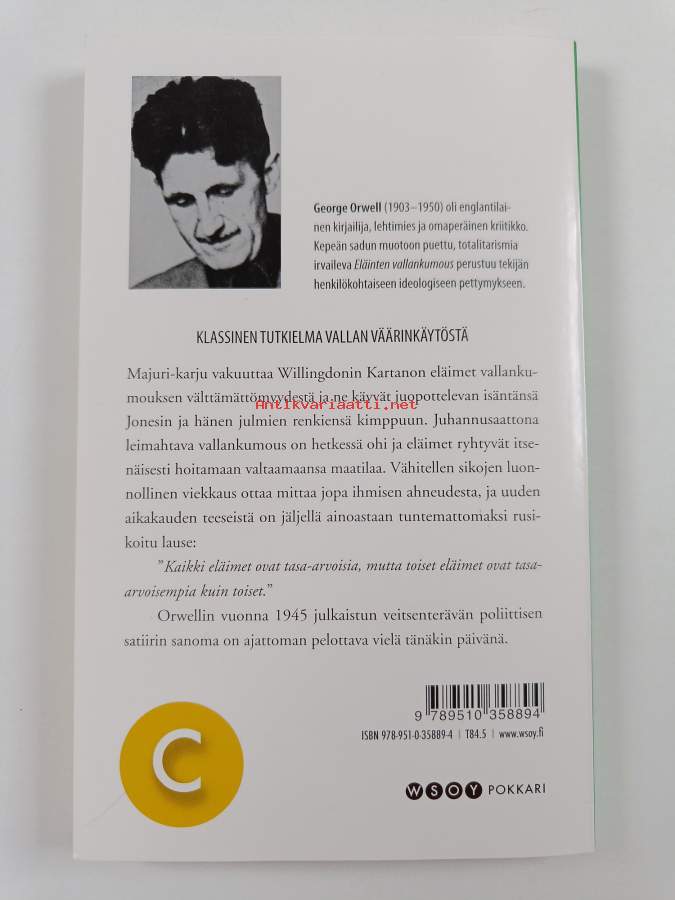 George Orwell (1903–1950) oli englantilai-
nen kirjailija, lehtimies ja omaperäinen kriitikko.
Kepeän sadun muotoon puettu, totalitarismia
irvaileva Eläinten vallankumous perustuu tekijän
henkilökohtaiseen ideologiseen pettymykseen.
KLASSINEN TUTKIELMA VALLAN VÄÄRINKÄYTÖSTÄ
Majuri-karju vakuuttaa Willingdonin Kartanon eläimet vallanku-
mouksen välttämättömyydestä ja ne käyvät juopottelevan isäntänsä
Antikvariaatti.net
Jonesin ja hänen julmien renkiensä kimppuun. Juhannusaattona
leimahtava vallankumous on hetkessä ohi ja eläimet ryhtyvät itse-
näisesti hoitamaan valtaamaansa maatilaa. Vähitellen sikojen luon-
nollinen viekkaus ottaa mittaa jopa ihmisen ahneudesta, ja uuden
aikakauden teeseistä on jäljellä ainoastaan tuntemattomaksi rusi-
koitu lause:
”Kaikki eläimet ovat tasa-arvoisia, mutta toiset eläimet ovat tasa-
arvoisempia kuin toiset.”
Orwellin vuonna 1945 julkaistun veitsenterävän poliittisen
satiirin sanoma on ajattoman pelottava vielä tänäkin päivänä.
9 789510 358894
ISBN 978-951-0-35889-4 | T84.5 | www.wsoy.fi
C
WSOY POKKARI